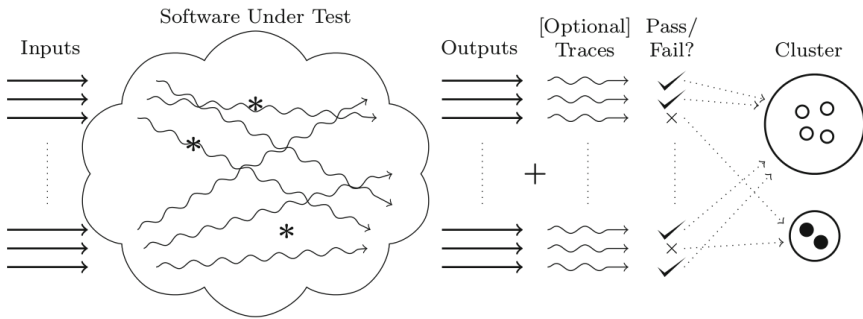 Software Under Test
Inputs
Outputs
[Optional]
Traces
Pass/
Fail?
Cluster
*
*
*
+